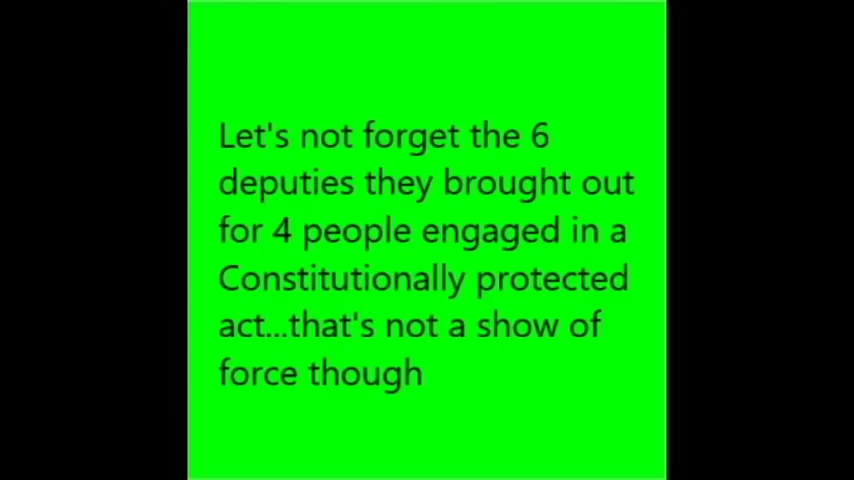 Let's not forget the 6
deputies they brought out
for 4 people engaged in a
Constitutionally protected
act...that's not a show of
force though